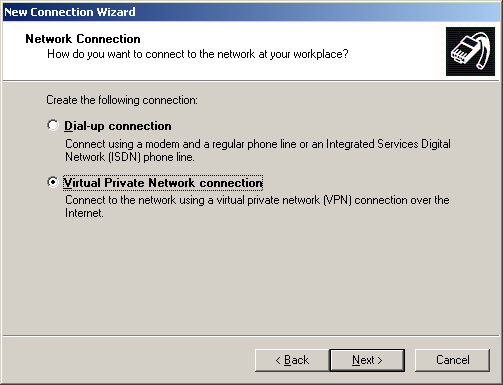 New Connection Wizard
Network Connection
How do you want to connect to the network at your workplace?
Create the following connection:
Dial-up connection
Connect using a modem and a regular phone line or an Integrated Services Digital
Network (ISDN) phone line.
Virtual Private Network connection
Connect to the network using a virtual private network (VPN) connection over the
Internet.
< Back Next > Cancel